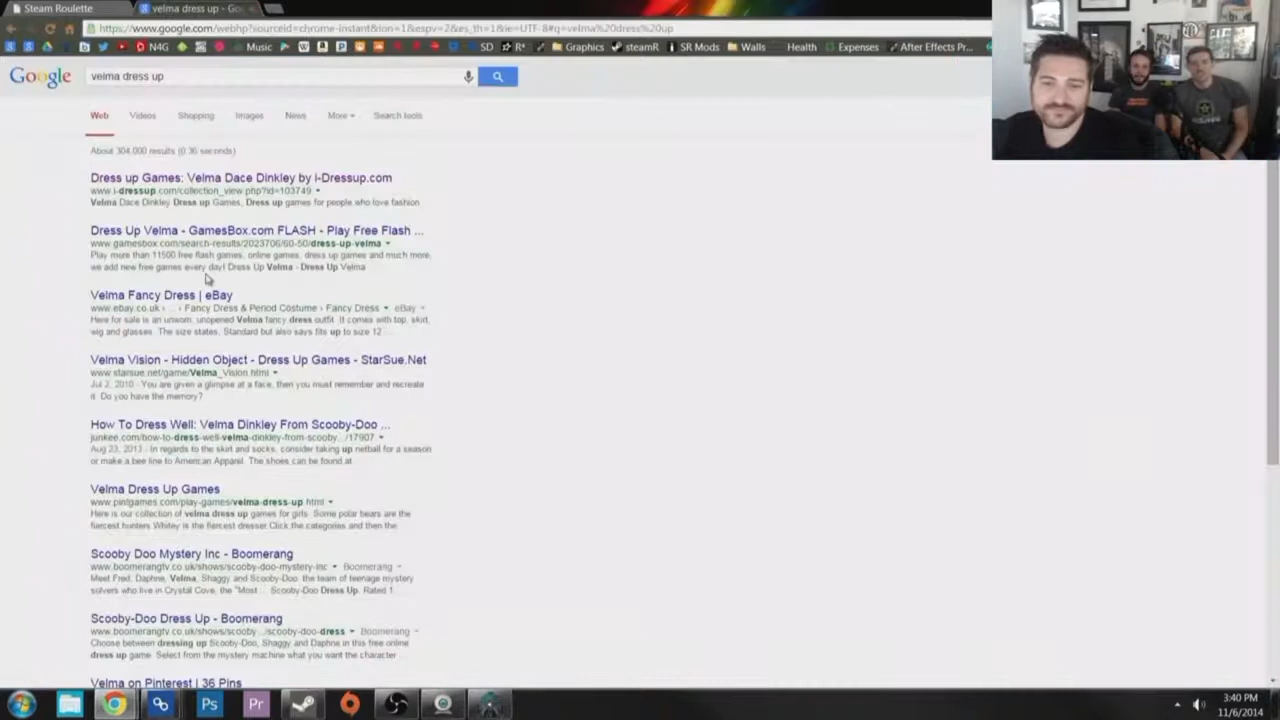 Steam Roulette
velma dress up - Go
https://www.google.com/webhp?sourceid=chrome-instant&ion=1&espv=2&es_th=1&ie=UTF-8#q=velma%20dress%20up
N4G
Music
SD
R*
Graphics
steamR
SR Mods
Walls
Health
Expenses
After Effects Pr...
Google
velma dress up
Web Videos Shopping Images News More Search tools
About 304,000 results (0.36 seconds)
Dress up Games: Velma Dace Dinkley by i-Dressup.com
www.i-dressup.com/collection_view.php?id=103749
Velma Dace Dinkley Dress up Games, Dress up games for people who love fashion
Dress Up Velma - GamesBox.com FLASH - Play Free Flash ...
www.gamesbox.com/search-results/2023706/60-50/dress-up-velma
Play more than 11500 free flash games, online games, dress up games and much more,
we add new free games every day! Dress Up Velma - Dress Up Velma
Velma Fancy Dress | eBay
www.ebay.co.uk › ... › Fancy Dress & Period Costume › Fancy Dress eBay
Here for sale is an unworn, unopened Velma fancy dress outfit. It comes with top, skirt,
wig and glasses. The size states, Standard but also says fits up to size 12 ...
Velma Vision - Hidden Object - Dress Up Games - StarSue.Net
www.starsue.net/game/Velma_Vision.html
Jul 2, 2010 - You are given a glimpse at a face, then you must remember and recreate
it. Do you have the memory?
How To Dress Well: Velma Dinkley From Scooby-Doo ...
junkee.com/how-to-dress-well-velma-dinkley-from-scooby.../17907
Aug 23, 2013 - In regards to the skirt and socks, consider taking up netball for a season
or make a bee line to American Apparel. The shoes can be found at
Velma Dress Up Games
www.pintgames.com/play-games/velma-dress-up.html
Here is our collection of velma dress up games for girls. Some polar bears are the
fiercest hunters Whitey is the fiercest dresser Click the categories and then the
Scooby Doo Mystery Inc - Boomerang
www.boomerangtv.co.uk/shows/scooby-doo-mystery-inc Boomerang
Meet Fred, Daphne, Velma, Shaggy and Scooby-Doo, the team of teenage mystery
solvers who live in Crystal Cove, the "Most ... Scooby-Doo Dress Up. Rated 1
Scooby-Doo Dress Up - Boomerang
www.boomerangtv.co.uk/shows/scooby.../scooby-doo-dress Boomerang
Choose between dressing up Scooby-Doo, Shaggy and Daphne in this free online
dress up game. Select from the mystery machine what you want the character
Velma on Pinterest | 36 Pins
Ps
Pr
3:40 PM
11/6/2014